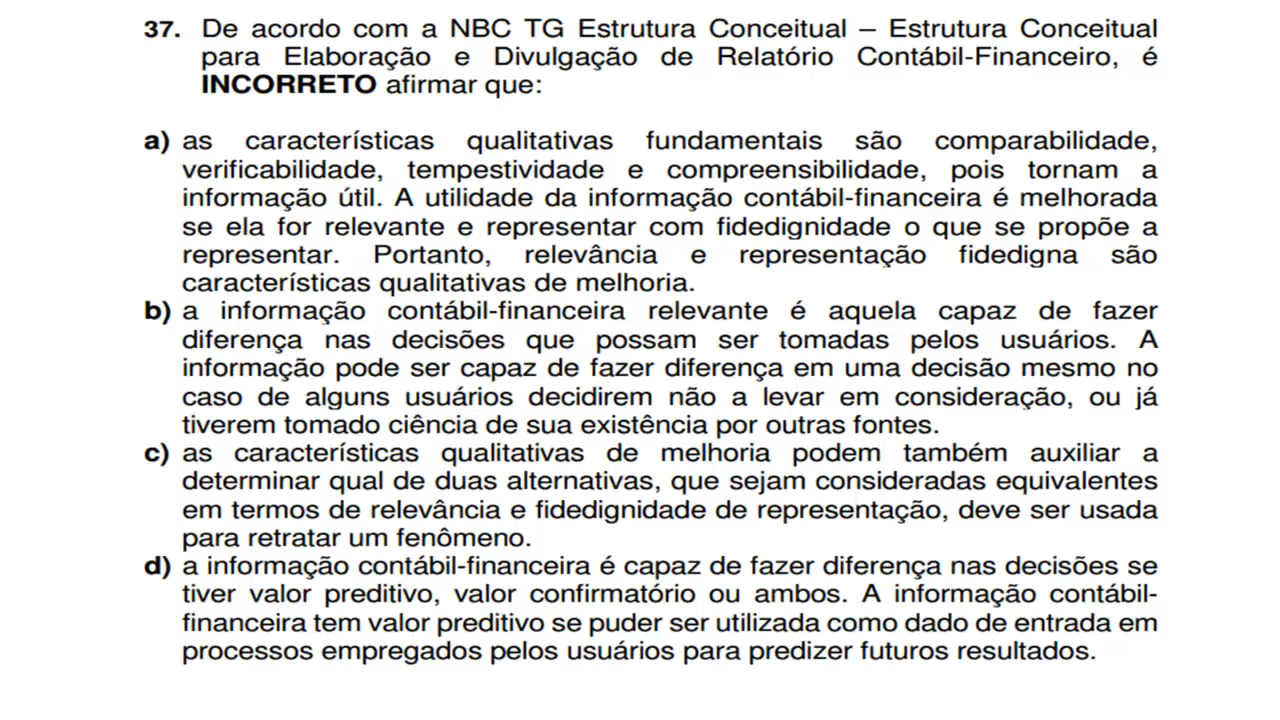 37. De acordo com a NBC TG Estrutura Conceitual – Estrutura Conceitual
para Elaboração e Divulgação de Relatório Contábil-Financeiro, é
INCORRETO afirmar que:
a) as características qualitativas fundamentais são comparabilidade,
verificabilidade, tempestividade e compreensibilidade, pois tornam a
informação útil. A utilidade da informação contábil-financeira é melhorada
se ela for relevante e representar com fidedignidade o que se propõe a
representar. Portanto, relevância e representação fidedigna são
características qualitativas de melhoria.
b) a informação contábil-financeira relevante é aquela capaz de fazer
diferença nas decisões que possam ser tomadas pelos usuários. A
informação pode ser capaz de fazer diferença em uma decisão mesmo no
caso de alguns usuários decidirem não a levar em consideração, ou já
tiverem tomado ciência de sua existência por outras fontes.
c) as características qualitativas de melhoria podem também auxiliar a
determinar qual de duas alternativas, que sejam consideradas equivalentes
em termos de relevância e fidedignidade de representação, deve ser usada
para retratar um fenômeno.
d) a informação contábil-financeira é capaz de fazer diferença nas decisões se
tiver valor preditivo, valor confirmatório ou ambos. A informação contábil-
financeira tem valor preditivo se puder ser utilizada como dado de entrada em
processos empregados pelos usuários para predizer futuros resultados.